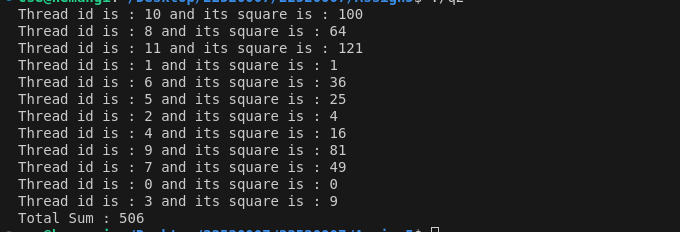 Thread id is : 10 and its square is : 100
Thread id is : 8 and its square is : 64
Thread id is : 11 and its square is : 121
Thread id is : 1 and its square is : 1
Thread id is : 6 and its square is : 36
Thread id is : 5 and its square is : 25
Thread id is : 2 and its square is : 4
Thread id is : 4 and its square is : 16
Thread id is : 9 and its square is : 81
Thread id is : 7 and its square is : 49
Thread id is : 0 and its square is : 0
Thread id is : 3 and its square is : 9
Total Sum : 506